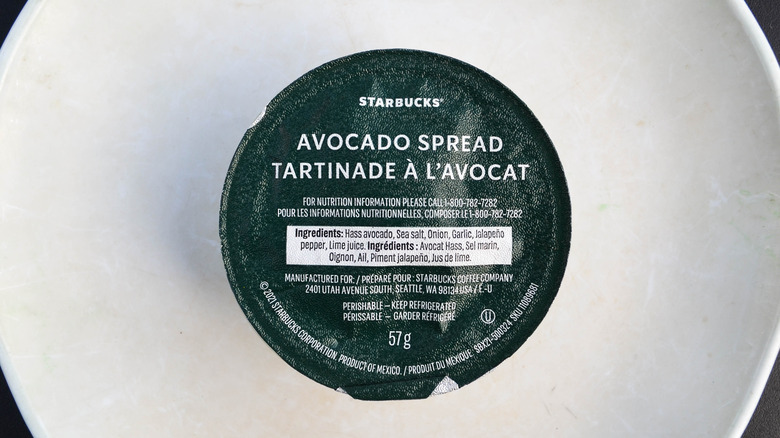 STARBUCKS®
AVOCADO SPREAD
TARTINADE À L'AVOCAT
FOR NUTRITION INFORMATION PLEASE CALL 1-800-782-7282
POUR LES INFORMATIONS NUTRITIONNELLES, COMPOSER LE 1-800-782-7282
Ingredients: Hass avocado, Sea salt, Onion, Garlic, Jalapeño
pepper, Lime juice. Ingrédients : Avocat Hass, Sel marin,
Oignon, Ail, Piment jalapeño, Jus de lime.
MANUFACTURED FOR: / PRÉPARÉ POUR : STARBUCKS COFFEE COMPANY
2401 UTAH AVENUE SOUTH, SEATTLE, WA 98134 USA / É.-U
PERISHABLE – KEEP REFRIGERATED
PÉRISSABLE – GARDER RÉFRIGÉRÉ
U
57 g
©2021 STARBUCKS CORPORATION. PRODUCT OF MEXICO. / PRODUIT DU MEXIQUE. SBX21-500024 SKU